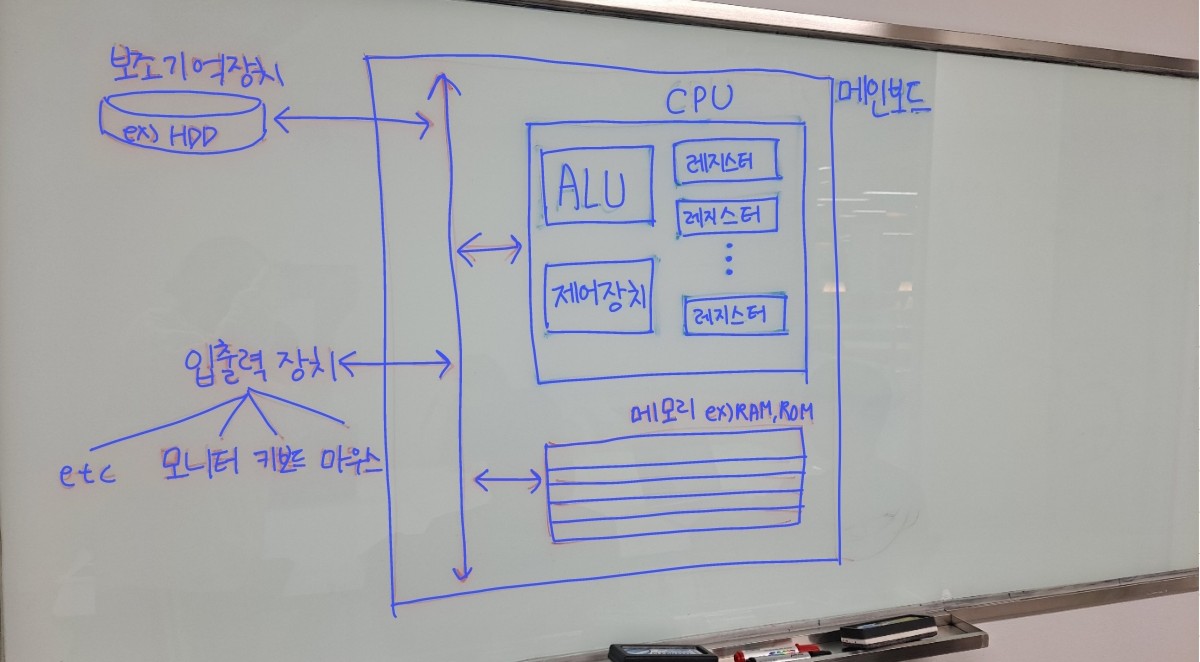 보조기억장치
ex) HDD
메인보드
CPU
ALU
레지스터
레지스터
제어장치
레지스터
입출력 장치
etc 모니터 키보드 마우스
메모리 ex)RAM,ROM